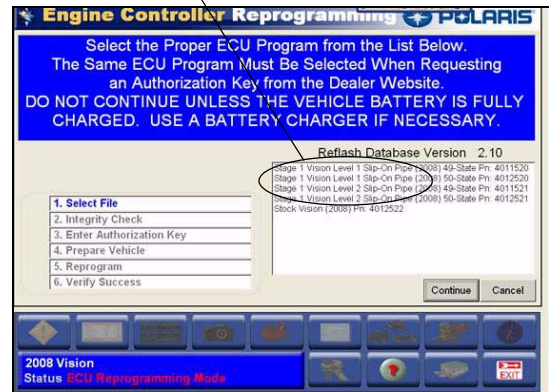 Engine Controller Reprogramming POLARIS
Select the Proper ECU Program from the List Below.
The Same ECU Program Must Be Selected When Requesting
an Authorization Key from the Dealer Website.
DO NOT CONTINUE UNLESS THE VEHICLE BATTERY IS FULLY
CHARGED. USE A BATTERY CHARGER IF NECESSARY.
Reflash Database Version 2.10
Stage 1 Vision Level 1 Slip-On Pipe (2008) 49-State Pn: 4011520
Stage 1 Vision Level 1 Slip-On Pipe (2008) 50-State Pn: 4012520
Stage 1 Vision Level 2 Slip-On Pipe (2008) 49-State Pn: 4011521
Stage 1 Vision Level 2 Slip-On Pipe (2008) 50-State Pn: 4012521
Stock Vision (2008) Pn: 4012522
1. Select File
2. Integrity Check
3. Enter Authorization Key
4. Prepare Vehicle
5. Reprogram
6. Verify Success
Continue Cancel
2008 Vision
Status ECU Reprogramming Mode
EXIT